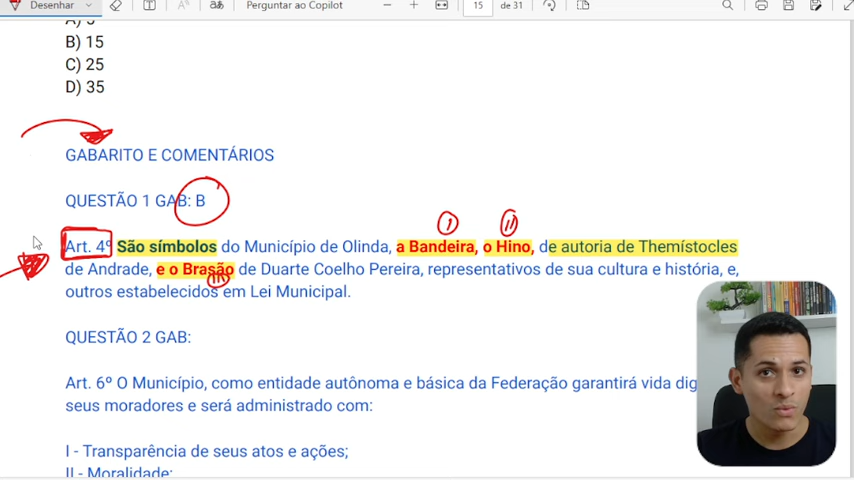 Desenhar
Perguntar ao Copilot
15 de 31
A) 5
B) 15
C) 25
D) 35
GABARITO E COMENTÁRIOS
QUESTÃO 1 GAB: B
I II
Art. 4º São símbolos do Município de Olinda, a Bandeira, o Hino, de autoria de Themístocles
de Andrade, e o Brasão de Duarte Coelho Pereira, representativos de sua cultura e história, e,
III
outros estabelecidos em Lei Municipal.
QUESTÃO 2 GAB:
Art. 6º O Município, como entidade autônoma e básica da Federação garantirá vida dig
seus moradores e será administrado com:
I - Transparência de seus atos e ações;
II - Moralidade;